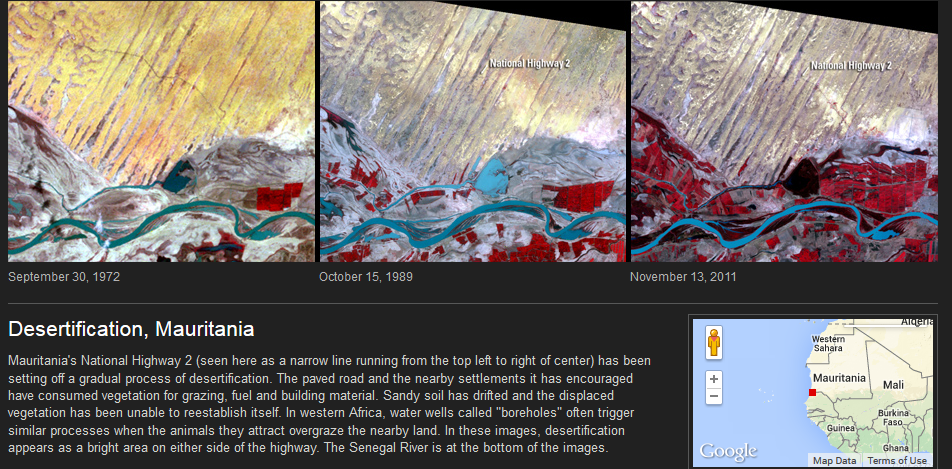 National Highway 2
National Highway 2
September 30, 1972
October 15, 1989
November 13, 2011
Desertification, Mauritania
Mauritania's National Highway 2 (seen here as a narrow line running from the top left to right of center) has been
setting off a gradual process of desertification. The paved road and the nearby settlements it has encouraged
have consumed vegetation for grazing, fuel and building material. Sandy soil has drifted and the displaced
vegetation has been unable to reestablish itself. In western Africa, water wells called "boreholes" often trigger
similar processes when the animals they attract overgraze the nearby land. In these images, desertification
appears as a bright area on either side of the highway. The Senegal River is at the bottom of the images.
Algeria
Western
Sahara
Mauritania
Mali
Burkina
Faso
Guinea
Ghana
Google
Map Data
Terms of Use